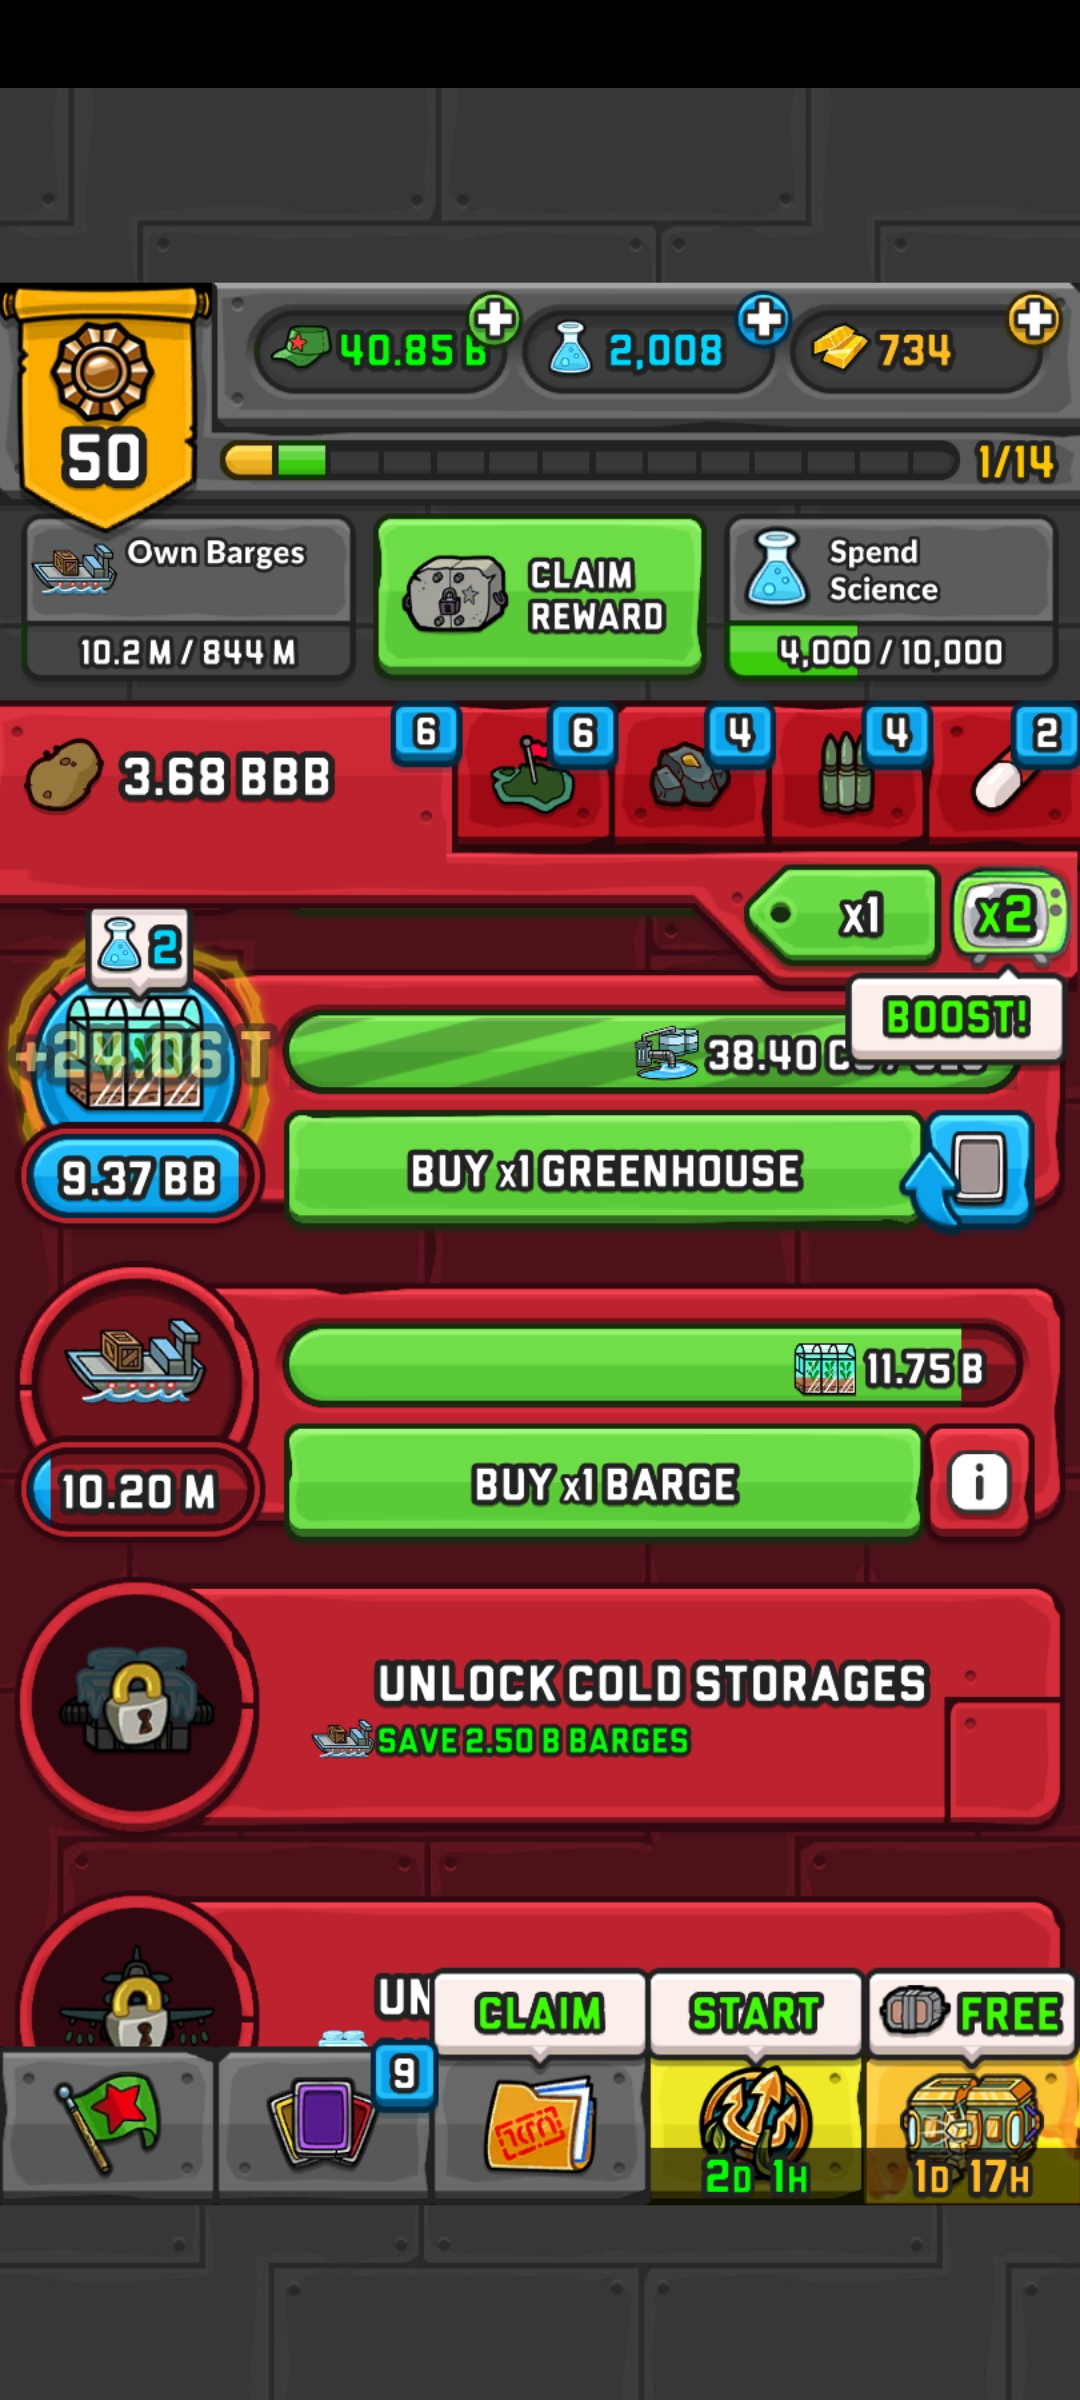 50
40.85 B
2,008
734
1/14
Own Barges
10.2 M / 844 M
CLAIM
REWARD
Spend
Science
4,000 / 10,000
3.68 BBB
6
6
4
4
2
x1
x2
BOOST!
2
+24.06 T
38.40 C
9.37 BB
BUY x1 GREENHOUSE
11.75 B
10.20 M
BUY x1 BARGE
i
UNLOCK COLD STORAGES
SAVE 2.50 B BARGES
UN
CLAIM
START
FREE
9
2D 1H
1D 17H